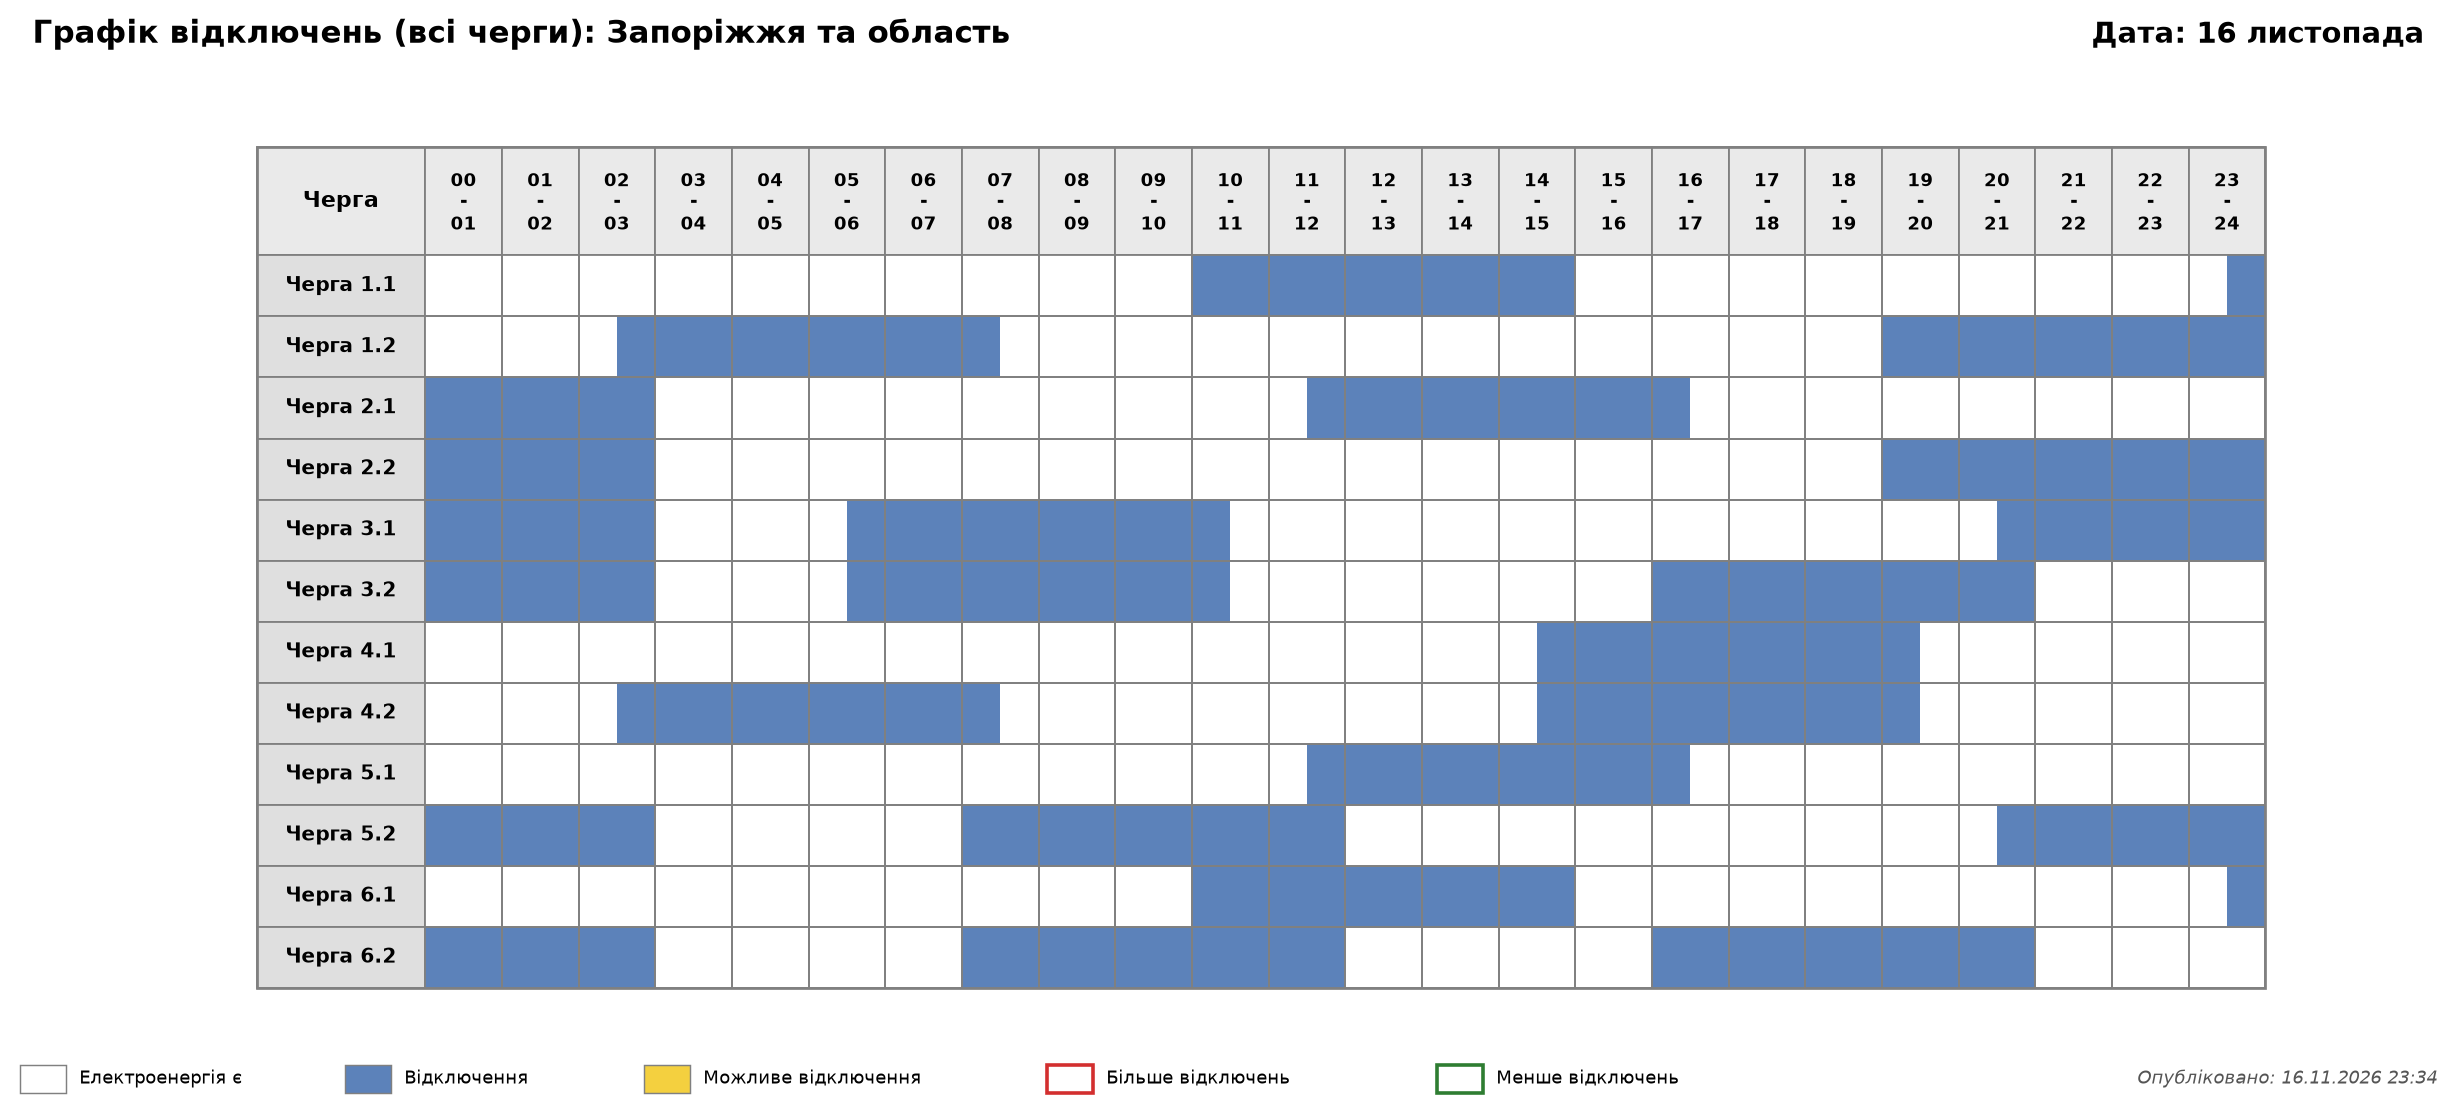 Графік відключень (всі черги): Запоріжжя та область
Дата: 16 листопада
Черга
00 - 01
01 - 02
02 - 03
03 - 04
04 - 05
05 - 06
06 - 07
07 - 08
08 - 09
09 - 10
10 - 11
11 - 12
12 - 13
13 - 14
14 - 15
15 - 16
16 - 17
17 - 18
18 - 19
19 - 20
20 - 21
21 - 22
22 - 23
23 - 24
Черга 1.1
Черга 1.2
Черга 2.1
Черга 2.2
Черга 3.1
Черга 3.2
Черга 4.1
Черга 4.2
Черга 5.1
Черга 5.2
Черга 6.1
Черга 6.2
Електроенергія є
Відключення
Можливе відключення
Більше відключень
Менше відключень
Опубліковано: 16.11.2026 23:34